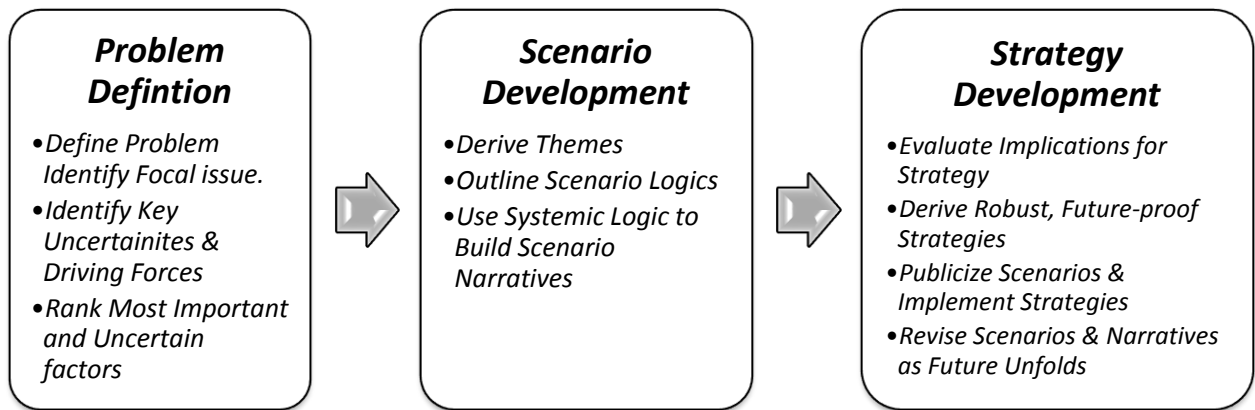 Problem
Defintion
•Define Problem
Identify Focal issue.
•Identify Key
Uncertainites &
Driving Forces
•Rank Most Important
and Uncertain
factors
Scenario
Development
•Derive Themes
•Outline Scenario Logics
•Use Systemic Logic to
Build Scenario
Narratives
Strategy
Development
•Evaluate Implications for
Strategy
•Derive Robust, Future-proof
Strategies
•Publicize Scenarios &
Implement Strategies
•Revise Scenarios & Narratives
as Future Unfolds